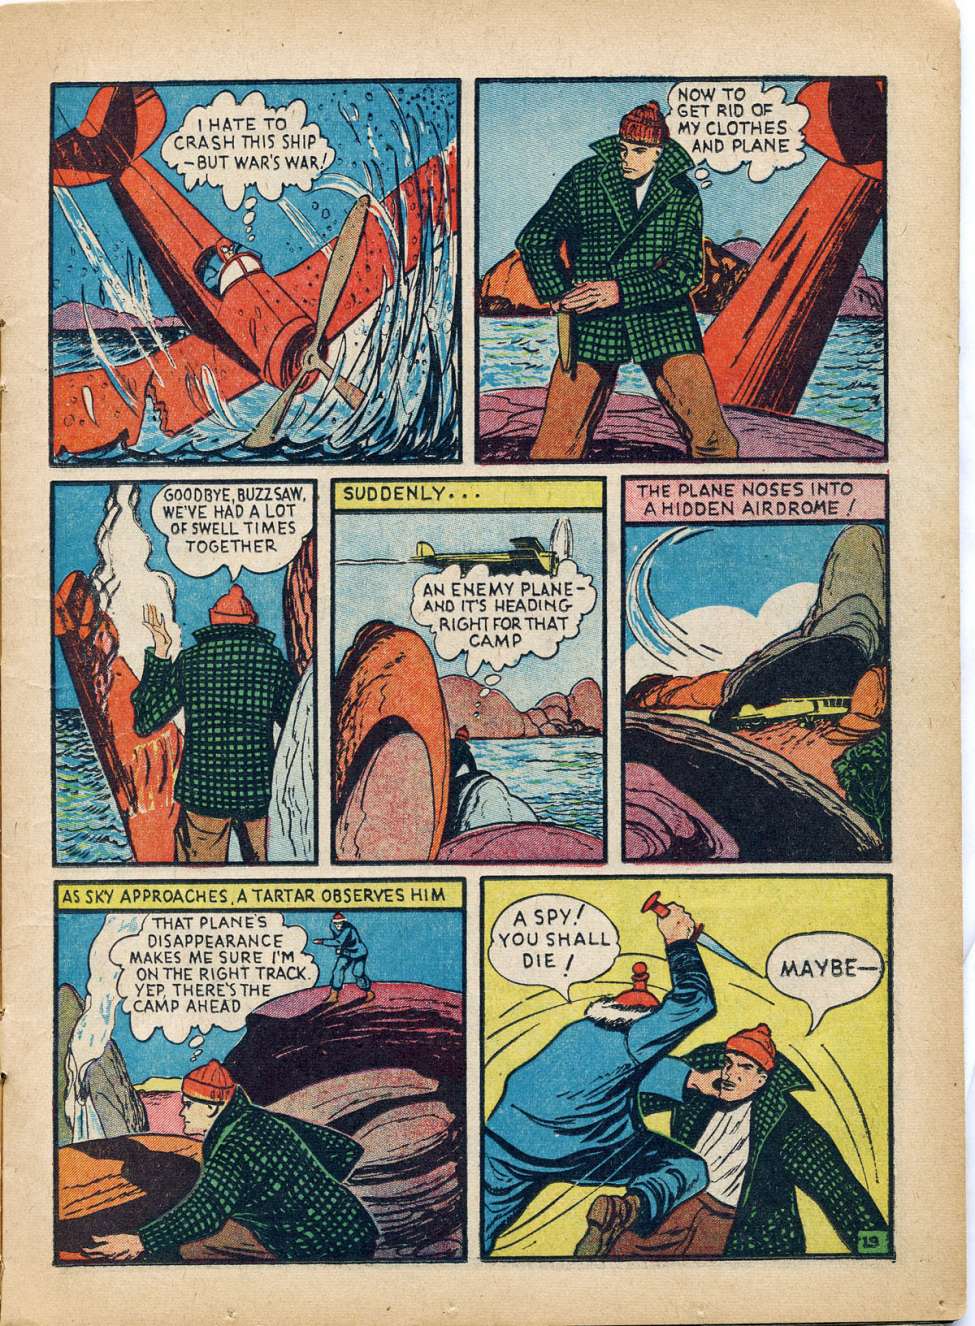 I HATE TO
CRASH THIS SHIP
—BUT WAR'S WAR!
NOW TO
GET RID OF
MY CLOTHES
AND PLANE
GOODBYE, BUZZSAW,
WE'VE HAD A LOT
OF SWELL TIMES
TOGETHER
SUDDENLY...
AN ENEMY PLANE—
AND IT'S HEADING
RIGHT FOR THAT
CAMP
THE PLANE NOSES INTO
A HIDDEN AIRDROME!
AS SKY APPROACHES, A TARTAR OBSERVES HIM
THAT PLANE'S
DISAPPEARANCE
MAKES ME SURE I'M
ON THE RIGHT TRACK.
YEP, THERE'S THE
CAMP AHEAD
A SPY!
YOU SHALL
DIE!
MAYBE—
19